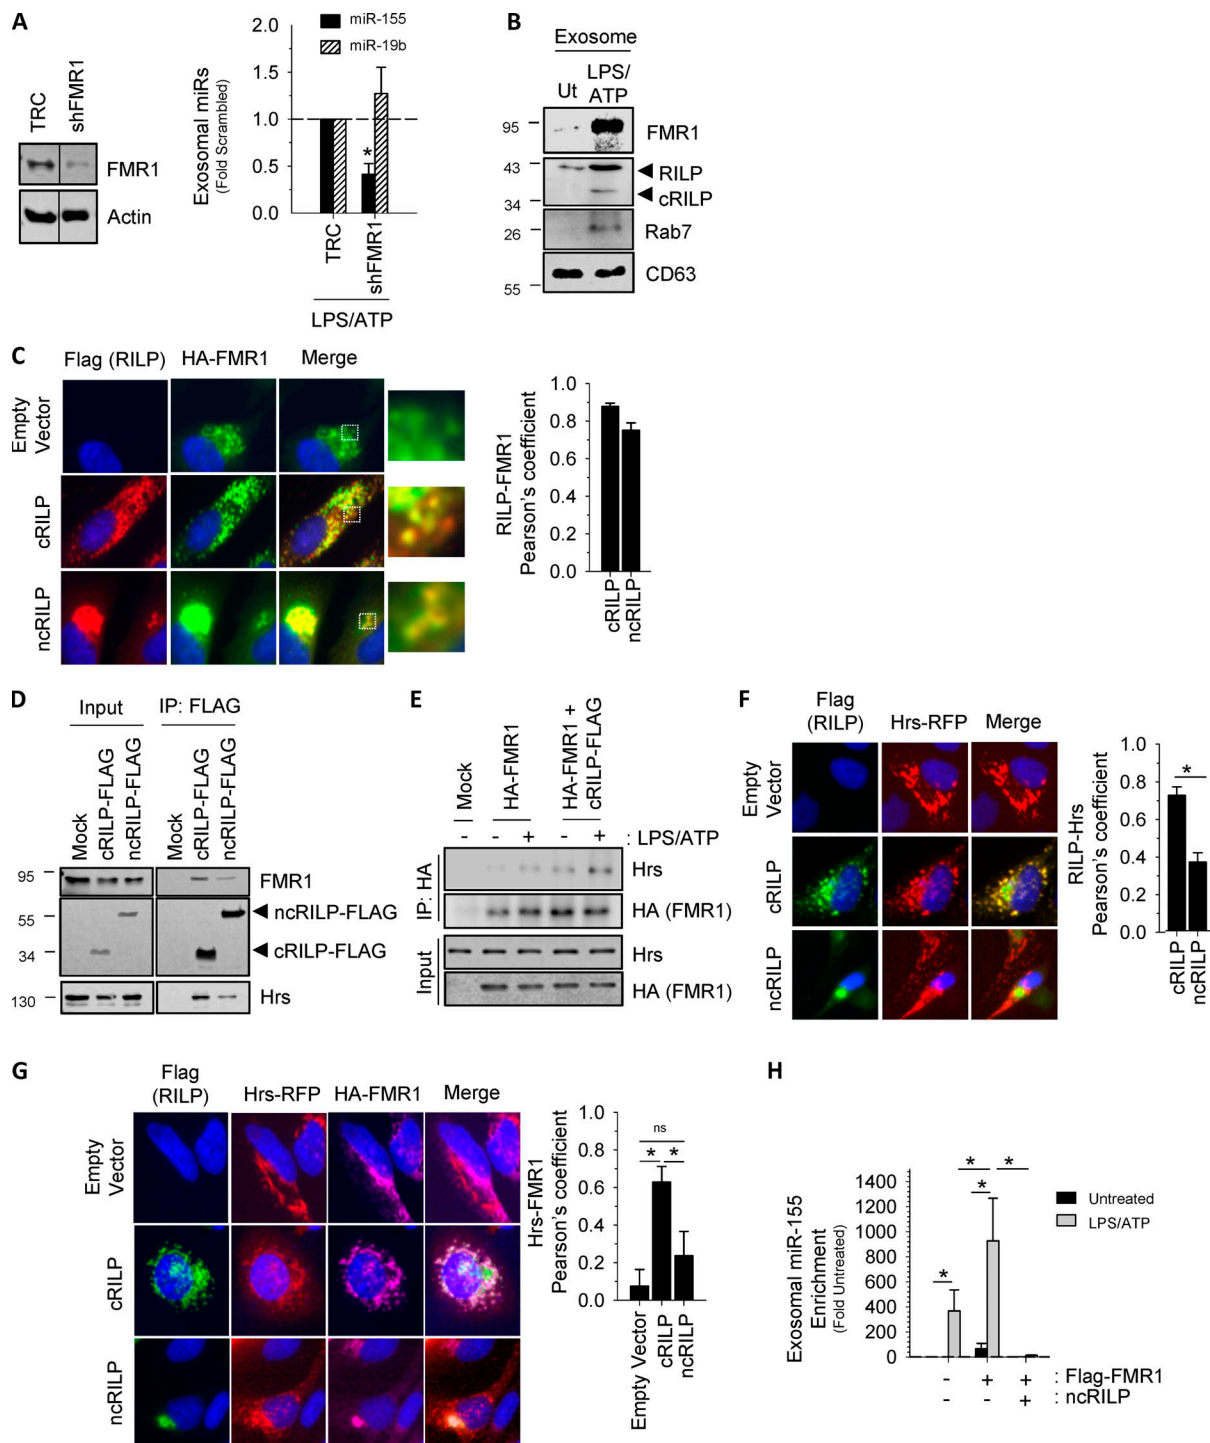 A
TRC
shFMR1
FMR1
Actin
Exosomal miRs
(Fold Scrambled)
2.0
1.5
1.0
0.5
0.0
miR-155
miR-19b
*
TRC
shFMR1
LPS/ATP
B
Exosome
Ut
LPS/
ATP
95
FMR1
43
RILP
cRILP
34
26
Rab7
CD63
55
C
Flag (RILP)
HA-FMR1
Merge
Empty
Vector
cRILP
ncRILP
RILP-FMR1
Pearson's coefficient
1.0
0.8
0.6
0.4
0.2
0.0
cRILP
ncRILP
D
Input
IP: FLAG
Mock
cRILP-FLAG
ncRILP-FLAG
Mock
cRILP-FLAG
ncRILP-FLAG
95
FMR1
55
ncRILP-FLAG
34
cRILP-FLAG
130
Hrs
E
Mock
HA-FMR1
HA-FMR1 +
cRILP-FLAG
- - + - + : LPS/ATP
IP: HA
Hrs
HA (FMR1)
Input
Hrs
HA (FMR1)
F
Flag
(RILP)
Hrs-RFP
Merge
Empty
Vector
cRILP
ncRILP
RILP-Hrs
Pearson's coefficient
1.0
0.8
0.6
0.4
0.2
0.0
*
cRILP
ncRILP
G
Flag
(RILP)
Hrs-RFP
HA-FMR1
Merge
Empty
Vector
cRILP
ncRILP
Hrs-FMR1
Pearson's coefficient
1.0
0.8
0.6
0.4
0.2
0.0
ns
* *
Empty Vector
cRILP
ncRILP
H
Exosomal miR-155
Enrichment
(Fold Untreated)
1400
1200
1000
800
600
400
200
0
* *
*
*
Untreated
LPS/ATP
- + + : Flag-FMR1
- - + : ncRILP